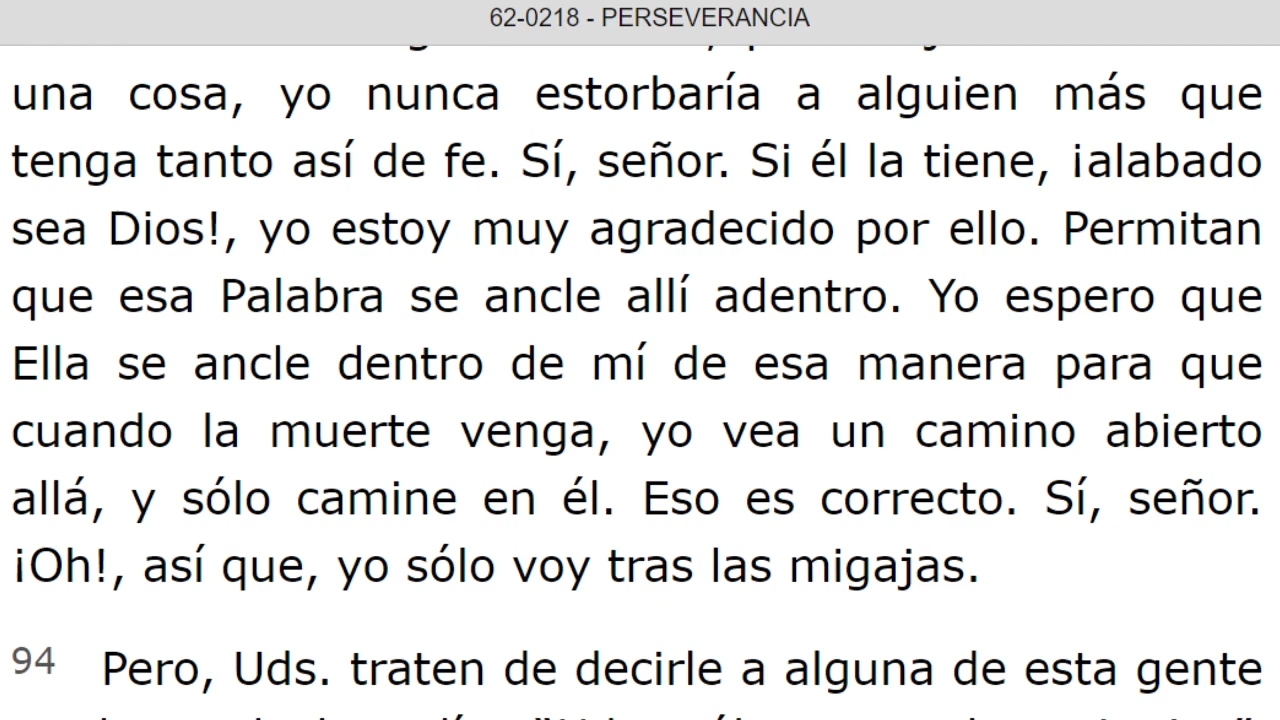 62-0218 - PERSEVERANCIA
una cosa, yo nunca estorbaría a alguien más que
tenga tanto así de fe. Sí, señor. Si él la tiene, ¡alabado
sea Dios!, yo estoy muy agradecido por ello. Permitan
que esa Palabra se ancle allí adentro. Yo espero que
Ella se ancle dentro de mí de esa manera para que
cuando la muerte venga, yo vea un camino abierto
allá, y sólo camine en él. Eso es correcto. Sí, señor.
¡Oh!, así que, yo sólo voy tras las migajas.
94 Pero, Uds. traten de decirle a alguna de esta gente